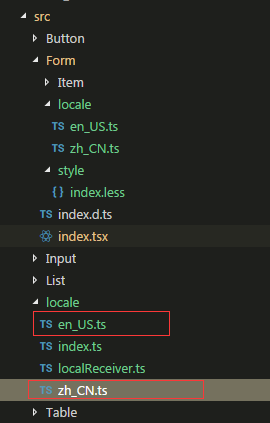 src
Button
Form
Item
locale
TS en_US.ts
TS zh_CN.ts
style
{ } index.less
TS index.d.ts
index.tsx
Input
List
locale
TS en_US.ts
TS index.ts
TS localReceiver.ts
TS zh_CN.ts
Table